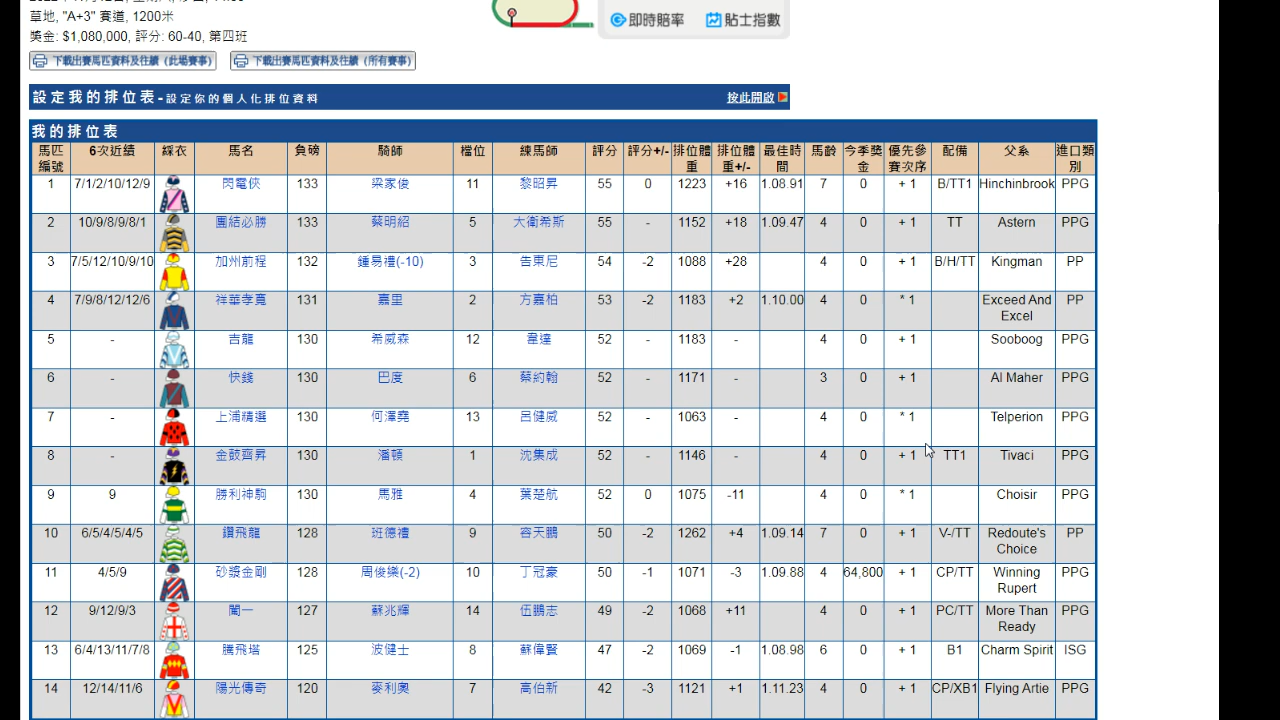 草地, "A+3" 賽道, 1200米
獎金: $1,080,000, 評分: 60-40, 第四班
即時賠率 貼士指數
下載出賽馬匹資料及往績 (此場賽事) 下載出賽馬匹資料及往績 (所有賽事)
設定我的排位表-設定你的個人化排位資料 按此開啟
我的排位表
馬匹編號 6次近績 綵衣 馬名 負磅 騎師 檔位 練馬師 評分 評分+/- 排位體重 排位體重+/- 最佳時間 馬齡 今季獎金 優先參賽次序 配備 父系 進口類別
1 7/1/2/10/12/9 閃電俠 133 梁家俊 11 黎昭昇 55 0 1223 +16 1.08.91 7 0 + 1 B/TT1 Hinchinbrook PPG
2 10/9/8/9/8/1 團結必勝 133 蔡明紹 5 大衛希斯 55 - 1152 +18 1.09.47 4 0 + 1 TT Astern PPG
3 7/5/12/10/9/10 加州前程 132 鍾易禮(-10) 3 告東尼 54 -2 1088 +28 4 0 + 1 B/H/TT Kingman PP
4 7/9/8/12/12/6 祥華孝寬 131 嘉里 2 方嘉柏 53 -2 1183 +2 1.10.00 4 0 * 1 Exceed And Excel PP
5 - 吉龍 130 希威森 12 韋達 52 - 1183 - 4 0 + 1 Sooboog PPG
6 - 快錢 130 巴度 6 蔡約翰 52 - 1171 - 3 0 + 1 Al Maher PPG
7 - 上浦精選 130 何澤堯 13 呂健威 52 - 1063 - 4 0 * 1 Telperion PPG
8 - 金鼓齊昇 130 潘頓 1 沈集成 52 - 1146 - 4 0 + 1 TT1 Tivaci PPG
9 9 勝利神駒 130 馬雅 4 葉楚航 52 0 1075 -11 4 0 * 1 Choisir PPG
10 6/5/4/5/4/5 鑽飛龍 128 班德禮 9 容天鵬 50 -2 1262 +4 1.09.14 7 0 + 1 V-/TT Redoute's Choice PP
11 4/5/9 砂漿金剛 128 周俊樂(-2) 10 丁冠豪 50 -1 1071 -3 1.09.88 4 64,800 + 1 CP/TT Winning Rupert PPG
12 9/12/9/3 闖一 127 蘇兆輝 14 伍鵬志 49 -2 1068 +11 4 0 + 1 PC/TT More Than Ready PPG
13 6/4/13/11/7/8 騰飛塔 125 波健士 8 蘇偉賢 47 -2 1069 -1 1.08.98 6 0 + 1 B1 Charm Spirit ISG
14 12/14/11/6 陽光傳奇 120 麥利奧 7 高伯新 42 -3 1121 +1 1.11.23 4 0 + 1 CP/XB1 Flying Artie PPG